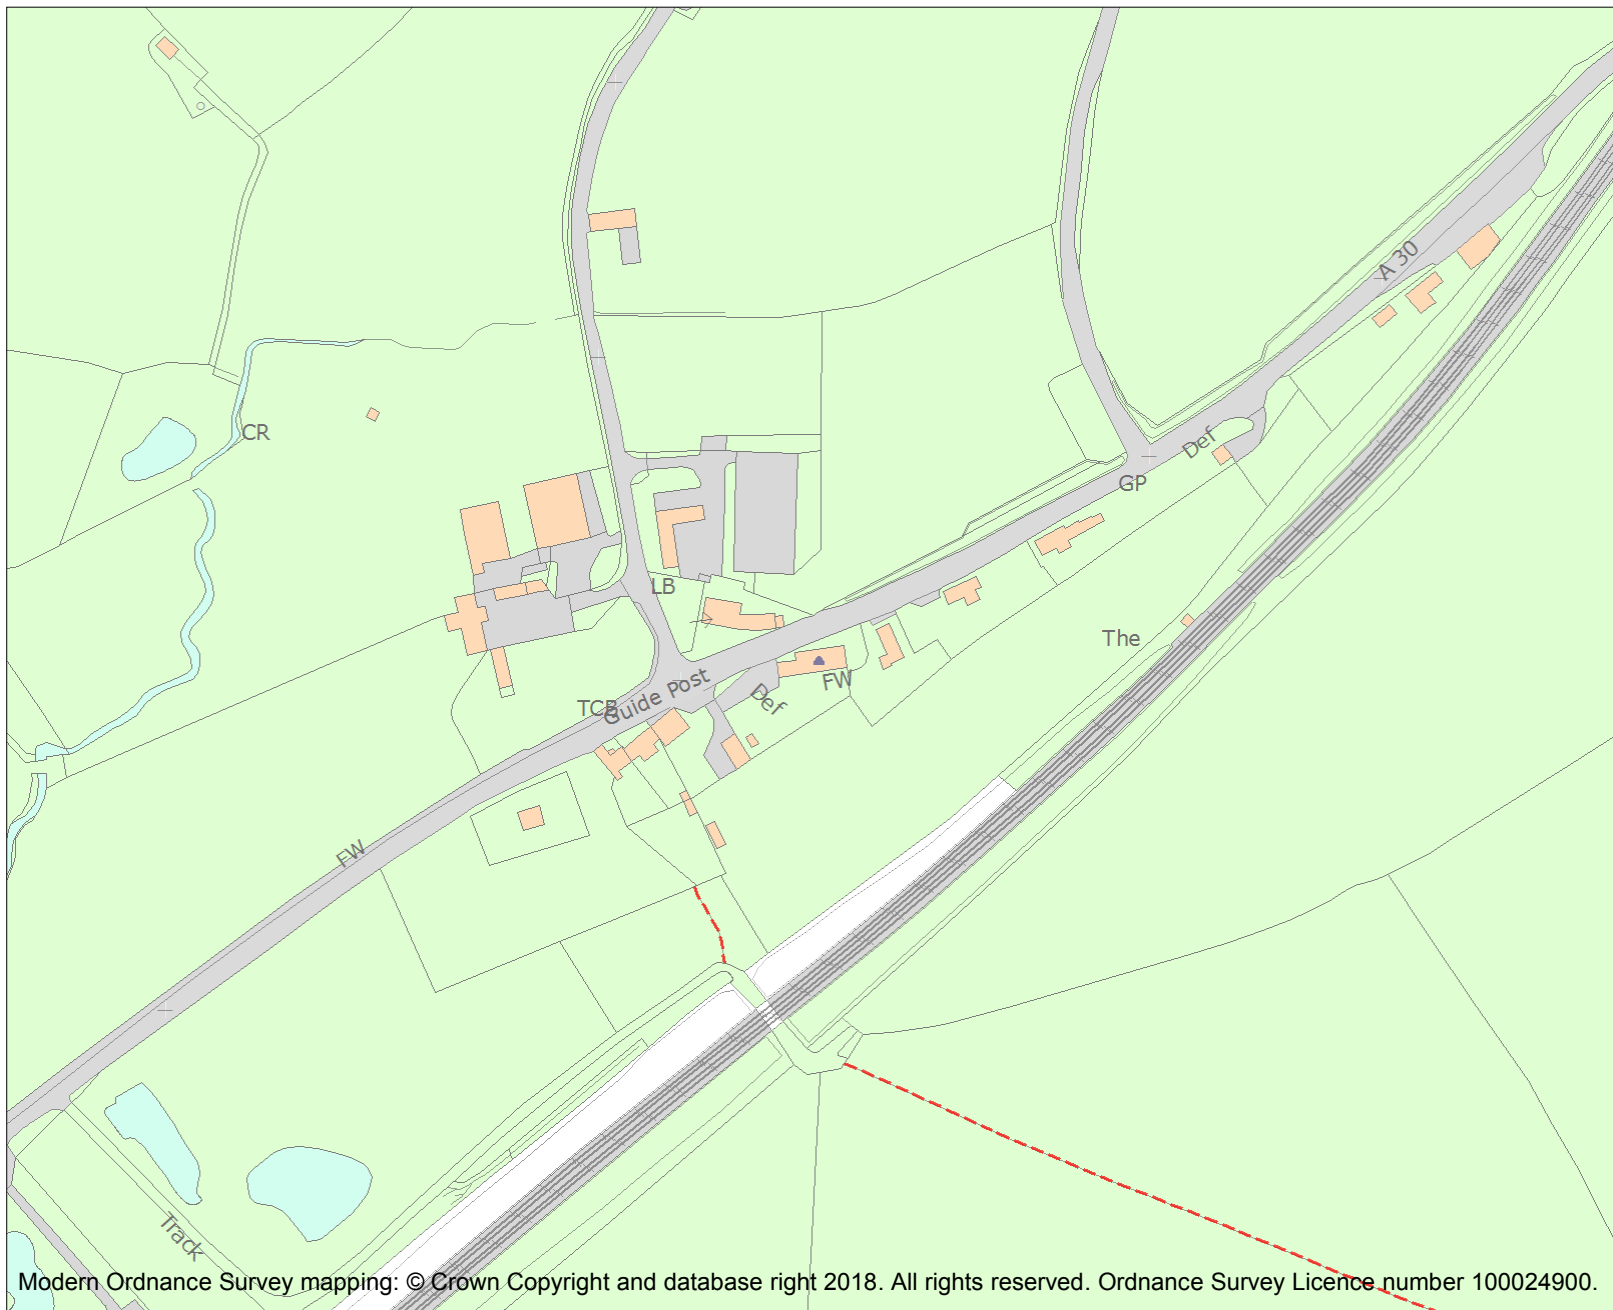 A 30
CR
Def
GP
LB
The
FW
Def
Guide Post
TCB
FW
Track
Modern Ordnance Survey mapping: © Crown Copyright and database right 2018. All rights reserved. Ordnance Survey Licence number 100024900.